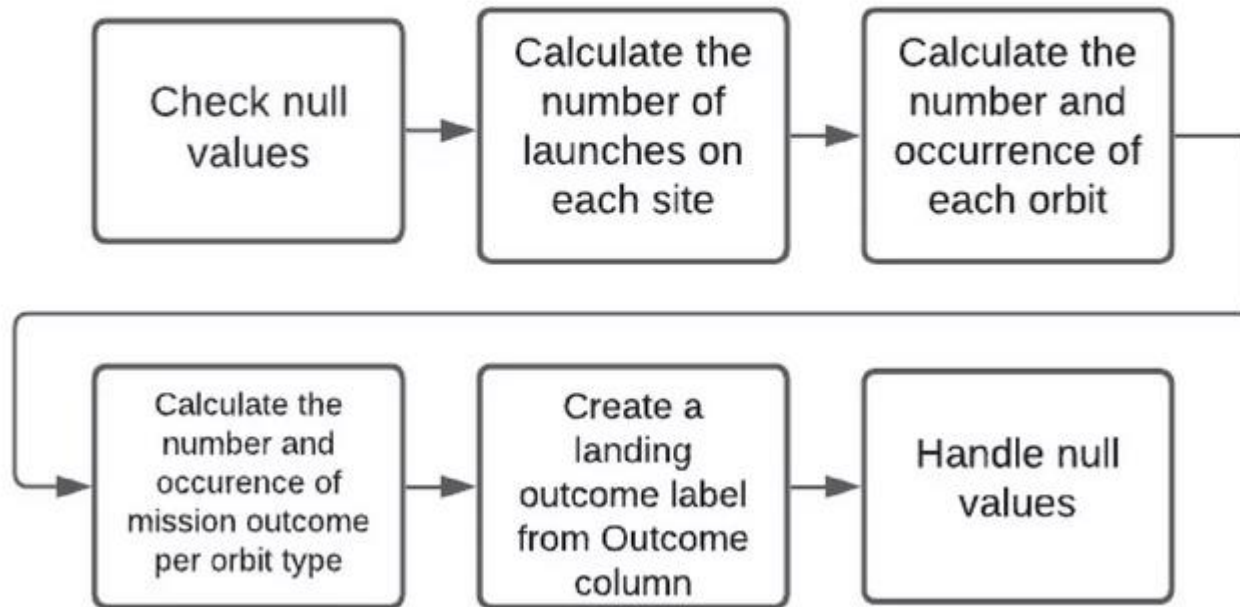 Check null
values
Calculate the
number of
launches on
each site
Calculate the
number and
occurrence of
each orbit
Calculate the
number and
occurence of
mission outcome
per orbit type
Create a
landing
outcome label
from Outcome
column
Handle null
values